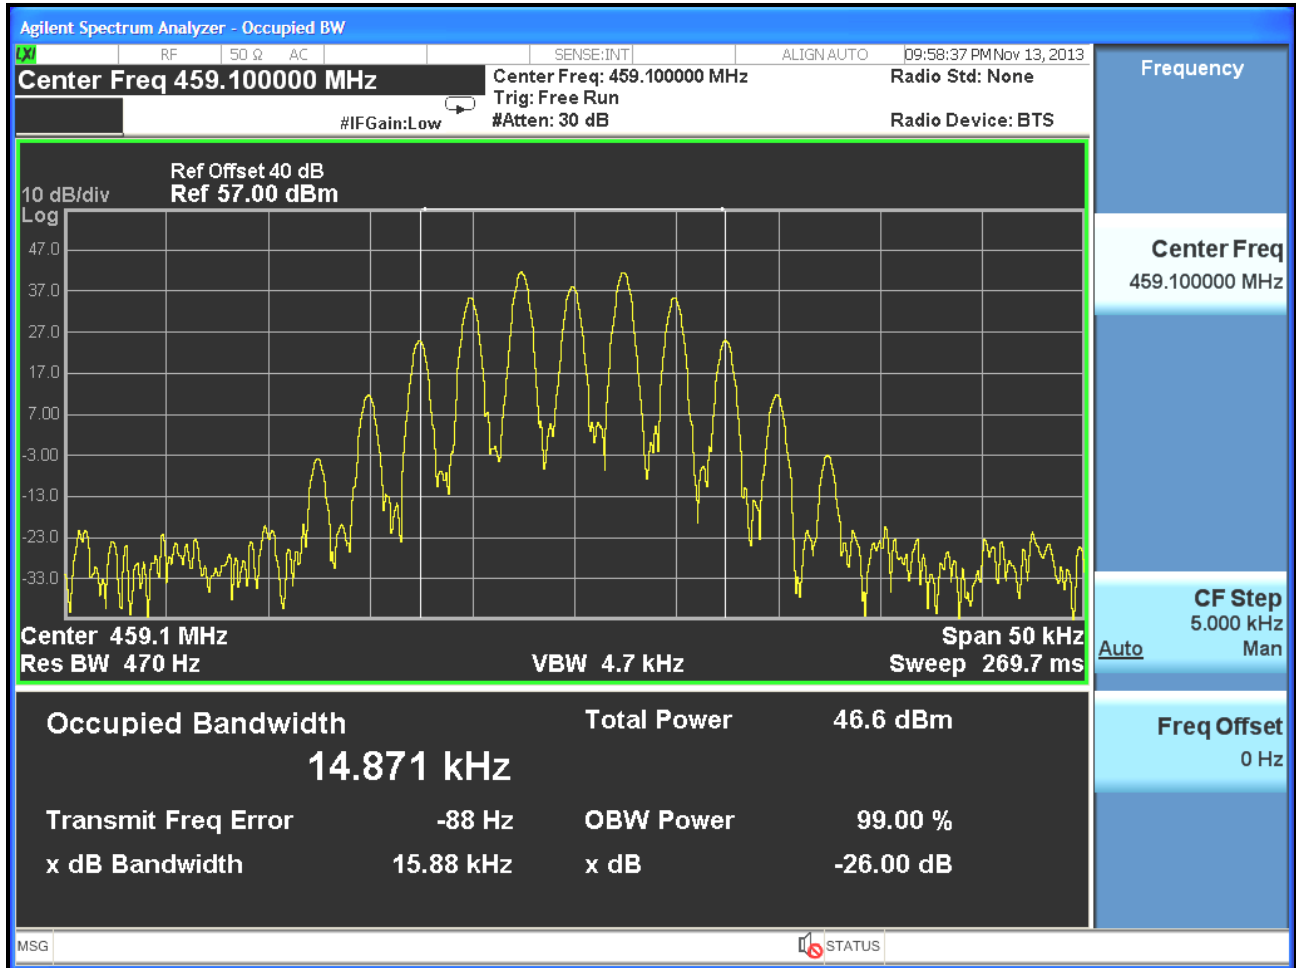 Agilent Spectrum Analyzer - Occupied BW
LXI RF 50 Ω AC SENSE:INT ALIGN AUTO 09:58:37 PM Nov 13, 2013
Center Freq 459.100000 MHz
Center Freq: 459.100000 MHz
Radio Std: None
Trig: Free Run
#IFGain:Low
#Atten: 30 dB
Radio Device: BTS
Frequency
Ref Offset 40 dB
10 dB/div Ref 57.00 dBm
Log
47.0
37.0
27.0
17.0
7.00
-3.00
-13.0
-23.0
-33.0
Center 459.1 MHz
Span 50 kHz
Res BW 470 Hz
VBW 4.7 kHz
Sweep 269.7 ms
Center Freq
459.100000 MHz
CF Step
5.000 kHz
Auto Man
Freq Offset
0 Hz
Occupied Bandwidth
14.871 kHz
Total Power 46.6 dBm
Transmit Freq Error -88 Hz
OBW Power 99.00 %
x dB Bandwidth 15.88 kHz
x dB -26.00 dB
MSG
STATUS